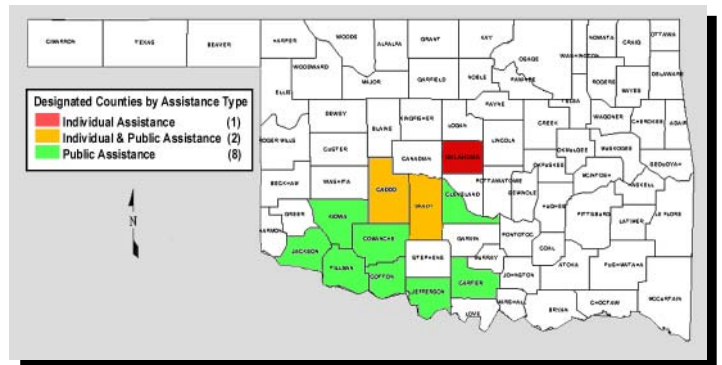 CIMARRON TEXAS BEAVER HARPER WOODS ALFALFA GRANT KAY NOWATA CRAIG OTTAWA
WOODWARD MAJOR GARFIELD NOBLE PAWNEE OSAGE WASHINGTON ROGERS MAYES DELAWARE
ELLIS
Designated Counties by Assistance Type
Individual Assistance (1)
Individual & Public Assistance (2)
Public Assistance (8)
DEWEY BLAINE KINGFISHER LOGAN PAYNE CREEK TULSA WAGONER CHEROKEE ADAIR
ROGER MILLS CUSTER CANADIAN OKLAHOMA LINCOLN OKFUSKEE OKMULGEE MUSKOGEE SEQUOYAH
BECKHAM WASHITA CADDO GRADY CLEVELAND POTTAWATOMIE SEMINOLE HUGHES MCINTOSH HASKELL
N
GREER KIOWA COMANCHE GARVIN PONTOTOC PITTSBURG LATIMER LE FLORE
HARMON JACKSON TILLMAN COTTON STEPHENS MURRAY COAL
JEFFERSON CARTER JOHNSTON ATOKA PUSHMATAHA
LOVE MARSHALL BRYAN CHOCTAW MCCURTAIN